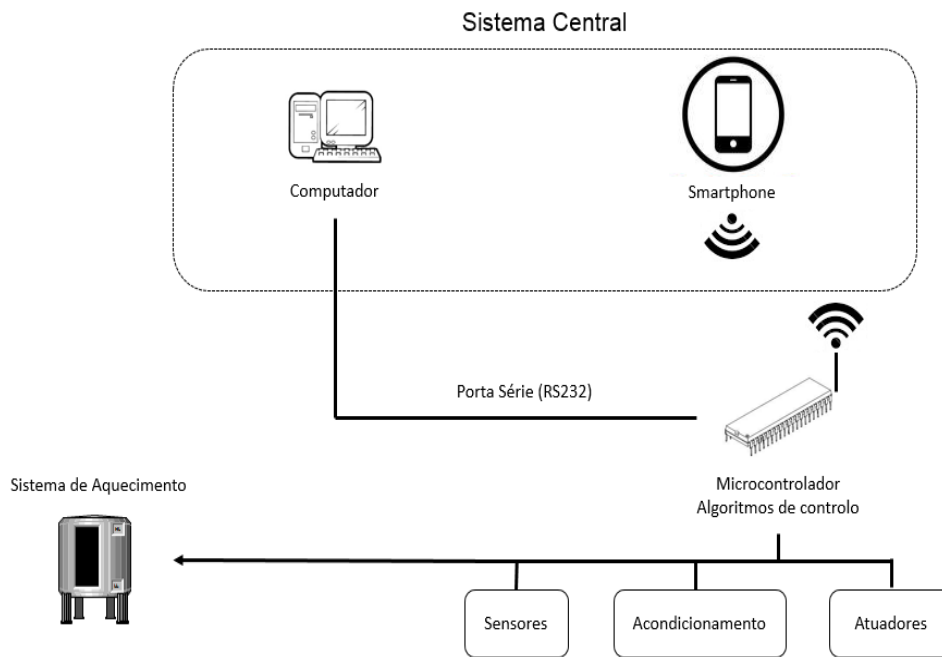 Sistema Central
Computador
Smartphone
Porta Série (RS232)
Sistema de Aquecimento
Microcontrolador
Algoritmos de controlo
Sensores
Acondicionamento
Atuadores